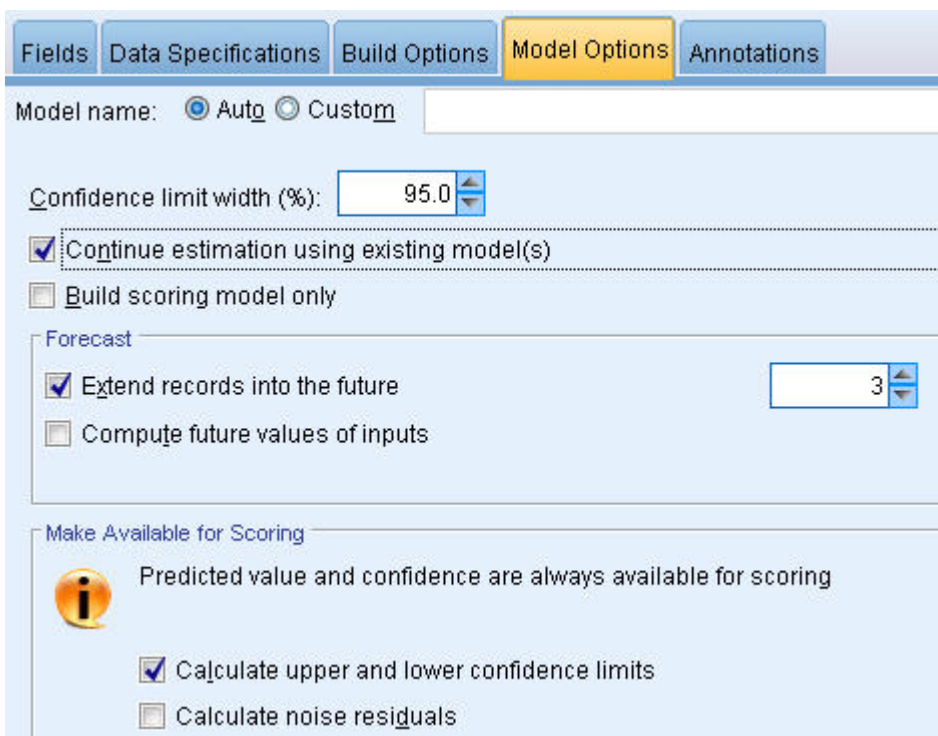 Fields Data Specifications Build Options Model Options Annotations
Model name: Auto Custom
Confidence limit width (%): 95.0
Continue estimation using existing model(s)
Build scoring model only
Forecast
Extend records into the future 3
Compute future values of inputs
Make Available for Scoring
Predicted value and confidence are always available for scoring
Calculate upper and lower confidence limits
Calculate noise residuals